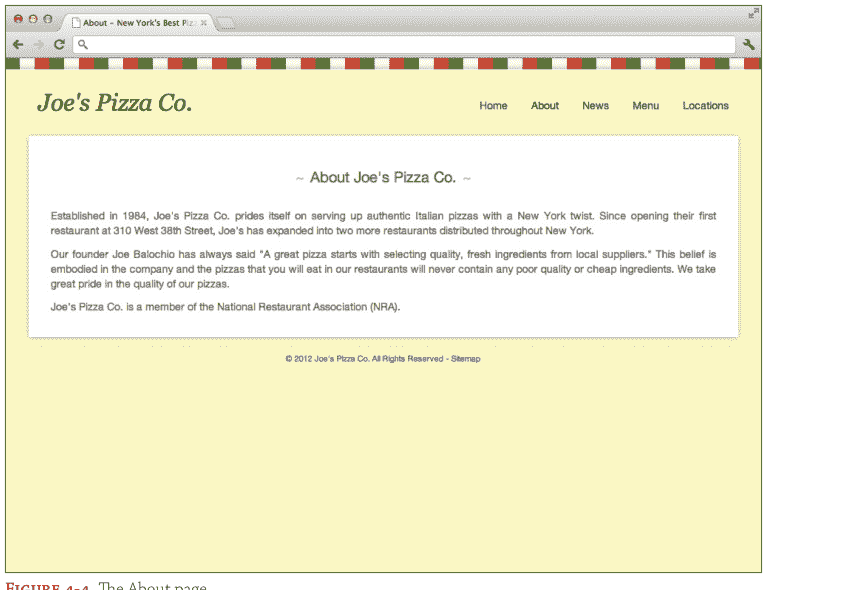 About - New York's Best Piz
Joe's Pizza Co.
Home About News Menu Locations
~ About Joe's Pizza Co. ~
Established in 1984, Joe's Pizza Co. prides itself on serving up authentic Italian pizzas with a New York twist. Since opening their first
restaurant at 310 West 38th Street, Joe's has expanded into two more restaurants distributed throughout New York.
Our founder Joe Balochio has always said "A great pizza starts with selecting quality, fresh ingredients from local suppliers." This belief is
embodied in the company and the pizzas that you will eat in our restaurants will never contain any poor quality or cheap ingredients. We take
great pride in the quality of our pizzas.
Joe's Pizza Co. is a member of the National Restaurant Association (NRA).
© 2012 Joe's Pizza Co. All Rights Reserved - Sitemap
FIGURE 4-4 The About page